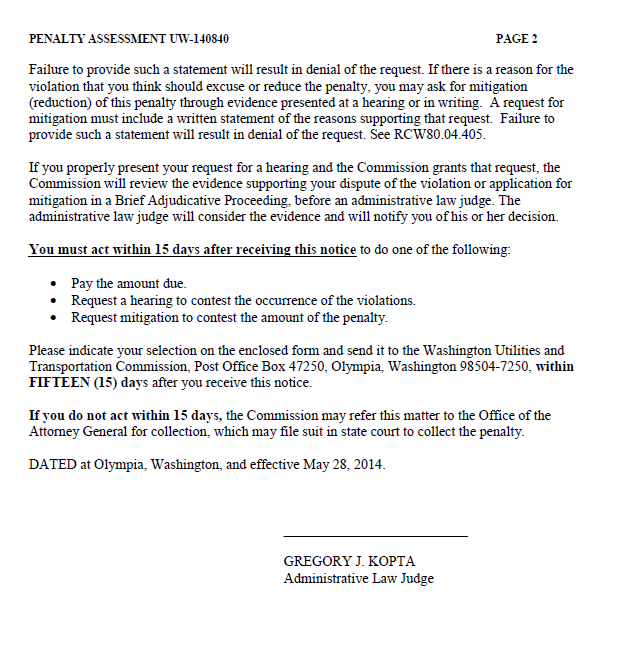 PENALTY ASSESSMENT UW-140840 PAGE 2
Failure to provide such a statement will result in denial of the request. If there is a reason for the
violation that you think should excuse or reduce the penalty, you may ask for mitigation
(reduction) of this penalty through evidence presented at a hearing or in writing.  A request for
mitigation must include a written statement of the reasons supporting that request.  Failure to
provide such a statement will result in denial of the request. See RCW80.04.405.
If you properly present your request for a hearing and the Commission grants that request, the
Commission will review the evidence supporting your dispute of the violation or application for
mitigation in a Brief Adjudicative Proceeding, before an administrative law judge. The
administrative law judge will consider the evidence and will notify you of his or her decision.
You must act within 15 days after receiving this notice to do one of the following:
• Pay the amount due.
• Request a hearing to contest the occurrence of the violations.
• Request mitigation to contest the amount of the penalty.
Please indicate your selection on the enclosed form and send it to the Washington Utilities and
Transportation Commission, Post Office Box 47250, Olympia, Washington 98504-7250, within
FIFTEEN (15) days after you receive this notice.
If you do not act within 15 days, the Commission may refer this matter to the Office of the
Attorney General for collection, which may file suit in state court to collect the penalty.
DATED at Olympia, Washington, and effective May 28, 2014.
GREGORY J. KOPTA
Administrative Law Judge